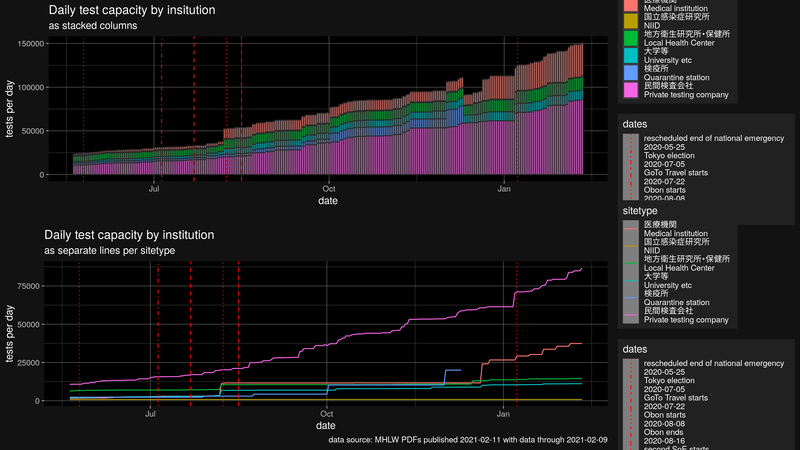 Daily test capacity by insitution
as stacked columns
150000
100000
50000
0
tests per day
Jul
Oct
Jan
date
医療機関
Medical institution
国立感染症研究所
NIID
地方衛生研究所・保健所
Local Health Center
大学等
University etc
検疫所
Quarantine station
民間検査会社
Private testing company
dates
rescheduled end of national emergency
2020-05-25
Tokyo election
2020-07-05
GoTo Travel starts
2020-07-22
Obon starts
2020-08-08
Daily test capacity by institution
as separate lines per sitetype
75000
50000
25000
0
tests per day
Jul
Oct
Jan
date
data source: MHLW PDFs published 2021-02-11 with data through 2021-02-09
sitetype
医療機関
Medical institution
国立感染症研究所
NIID
地方衛生研究所・保健所
Local Health Center
大学等
University etc
検疫所
Quarantine station
民間検査会社
Private testing company
dates
rescheduled end of national emergency
2020-05-25
Tokyo election
2020-07-05
GoTo Travel starts
2020-07-22
Obon starts
2020-08-08
Obon ends
2020-08-16
second SoE starts